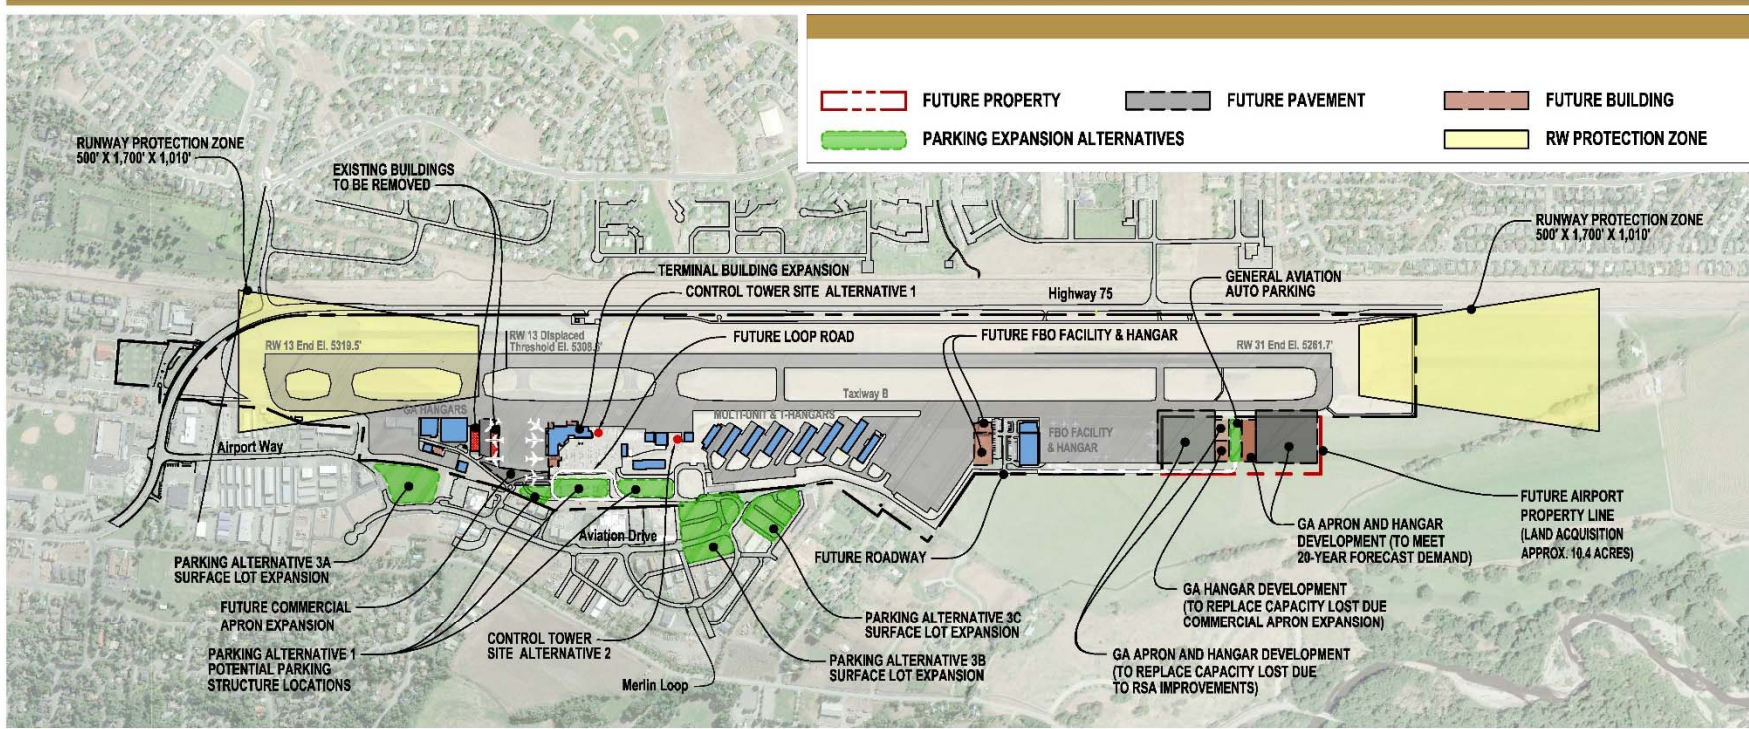 FUTURE PROPERTY
FUTURE PAVEMENT
FUTURE BUILDING
PARKING EXPANSION ALTERNATIVES
RW PROTECTION ZONE
RUNWAY PROTECTION ZONE
500' X 1,700' X 1,010'
EXISTING BUILDINGS
TO BE REMOVED
RUNWAY PROTECTION ZONE
500' X 1,700' X 1,010'
TERMINAL BUILDING EXPANSION
CONTROL TOWER SITE ALTERNATIVE 1
GENERAL AVIATION
AUTO PARKING
Highway 75
RW 13 End El. 5319.5'
RW 13 Displaced
Threshold El. 5308.
FUTURE LOOP ROAD
FUTURE FBO FACILITY & HANGAR
RW 31 End El. 5261.7'
Taxiway B
GA HANGARS
MULTI-UNIT & T-HANGARS
Airport Way
FBO FACILITY
& HANGAR
Aviation Drive
FUTURE ROADWAY
FUTURE AIRPORT
PROPERTY LINE
(LAND ACQUISITION
APPROX. 10.4 ACRES)
GA APRON AND HANGAR
DEVELOPMENT (TO MEET
20-YEAR FORECAST DEMAND)
PARKING ALTERNATIVE 3A
SURFACE LOT EXPANSION
GA HANGAR DEVELOPMENT
(TO REPLACE CAPACITY LOST DUE
COMMERCIAL APRON EXPANSION)
FUTURE COMMERCIAL
APRON EXPANSION
PARKING ALTERNATIVE 3C
SURFACE LOT EXPANSION
CONTROL TOWER
SITE ALTERNATIVE 2
PARKING ALTERNATIVE 1
POTENTIAL PARKING
STRUCTURE LOCATIONS
PARKING ALTERNATIVE 3B
SURFACE LOT EXPANSION
GA APRON AND HANGAR DEVELOPMENT
(TO REPLACE CAPACITY LOST DUE
TO RSA IMPROVEMENTS)
Merlin Loop